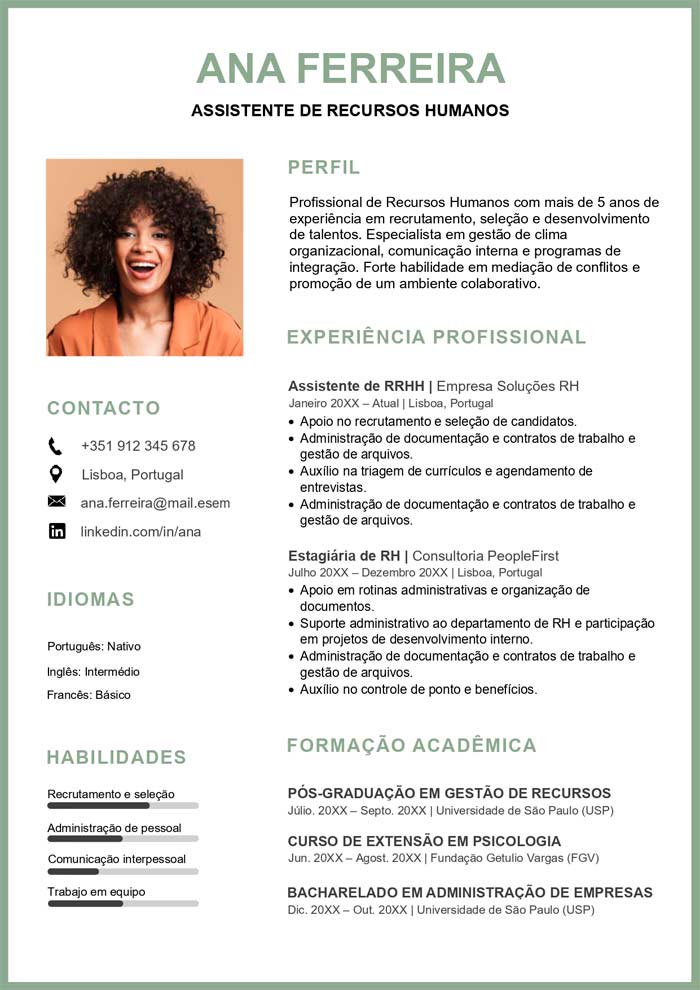 ANA FERREIRA
ASSISTENTE DE RECURSOS HUMANOS
CONTACTO
+351 912 345 678
Lisboa, Portugal
ana.ferreira@mail.esem
linkedin.com/in/ana
IDIOMAS
Português: Nativo
Inglês: Intermédio
Francês: Básico
HABILIDADES
Recrutamento e seleção
Administração de pessoal
Comunicação interpessoal
Trabajo em equipo
PERFIL
Profissional de Recursos Humanos com mais de 5 anos de
experiência em recrutamento, seleção e desenvolvimento
de talentos. Especialista em gestão de clima
organizacional, comunicação interna e programas de
integração. Forte habilidade em mediação de conflitos e
promoção de um ambiente colaborativo.
EXPERIÊNCIA PROFISSIONAL
Assistente de RRHH | Empresa Soluções RH
Janeiro 20XX – Atual | Lisboa, Portugal
• Apoio no recrutamento e seleção de candidatos.
• Administração de documentação e contratos de trabalho e
gestão de arquivos.
• Auxílio na triagem de currículos e agendamento de
entrevistas.
• Administração de documentação e contratos de trabalho e
gestão de arquivos.
Estagiária de RH | Consultoria PeopleFirst
Julho 20XX – Dezembro 20XX | Lisboa, Portugal
• Apoio em rotinas administrativas e organização de
documentos.
• Suporte administrativo ao departamento de RH e participação
em projetos de desenvolvimento interno.
• Administração de documentação e contratos de trabalho e
gestão de arquivos.
• Auxílio no controle de ponto e benefícios.
FORMAÇÃO ACADÊMICA
PÓS-GRADUAÇÃO EM GESTÃO DE RECURSOS
Júlio. 20XX – Septo. 20XX | Universidade de São Paulo (USP)
CURSO DE EXTENSÃO EM PSICOLOGIA
Jun. 20XX – Agost. 20XX | Fundação Getulio Vargas (FGV)
BACHARELADO EM ADMINISTRAÇÃO DE EMPRESAS
Dic. 20XX – Out. 20XX | Universidade de São Paulo (USP)